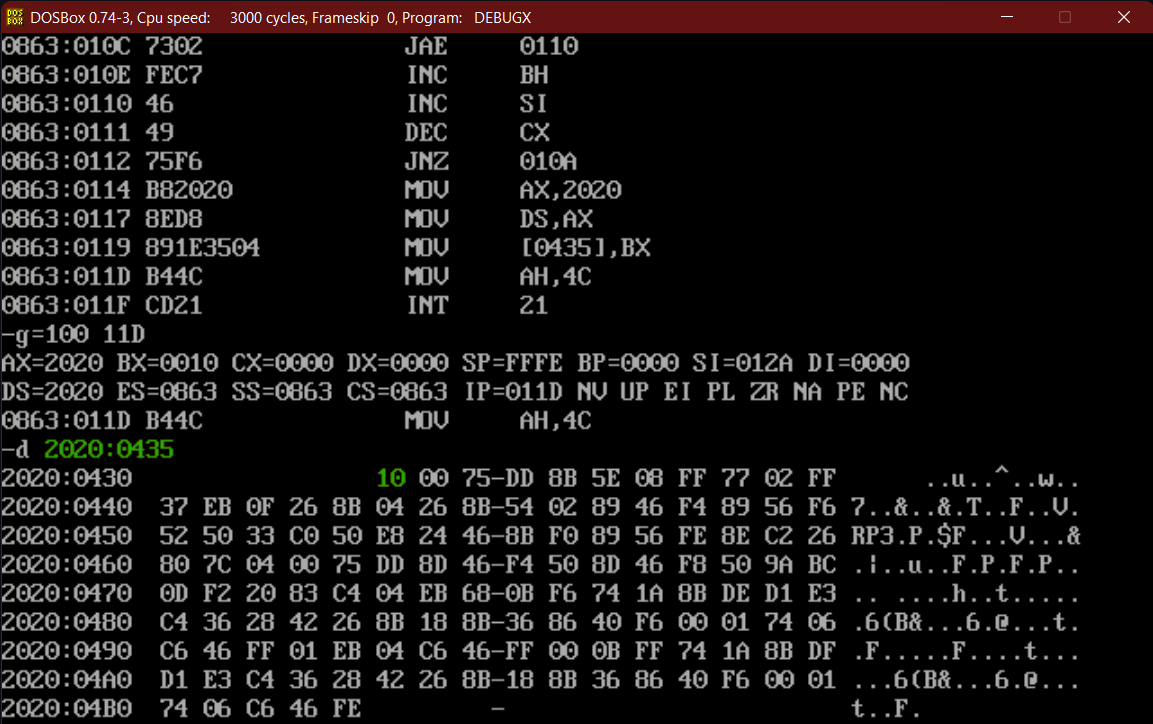 DOSBox 0.74-3, Cpu speed: 3000 cycles, Frameskip 0, Program: DEBUGX
0863:010C 7302 JAE 0110
0863:010E FEC7 INC BH
0863:0110 46 INC SI
0863:0111 49 DEC CX
0863:0112 75F6 JNZ 010A
0863:0114 B82020 MOV AX,2020
0863:0117 8ED8 MOV DS,AX
0863:0119 891E3504 MOV [0435],BX
0863:011D B44C MOV AH,4C
0863:011F CD21 INT 21
-g=100 11D
AX=2020 BX=0010 CX=0000 DX=0000 SP=FFFE BP=0000 SI=012A DI=0000
DS=2020 ES=0863 SS=0863 CS=0863 IP=011D NV UP EI PL ZR NA PE NC
0863:011D B44C MOV AH,4C
-d 2020:0435
2020:0430 10 00 75-DD 8B 5E 08 FF 77 02 FF ..u..^..w..
2020:0440 37 EB 0F 26 8B 04 26 8B-54 02 89 46 F4 89 56 F6 7..&..&.T..F..V.
2020:0450 52 50 33 C0 50 E8 24 46-8B F0 89 56 FE 8E C2 26 RP3.P.$F...V...&
2020:0460 80 7C 04 00 75 DD 8D 46-F4 50 8D 46 F8 50 9A BC .|..u..F.P.F.P..
2020:0470 0D F2 20 83 C4 04 EB 68-0B F6 74 1A 8B DE D1 E3 .. ....h..t.....
2020:0480 C4 36 28 42 26 8B 18 8B-36 86 40 F6 00 01 74 06 .6(B&...6.@...t.
2020:0490 C6 46 FF 01 EB 04 C6 46-FF 00 0B FF 74 1A 8B DF .F.....F....t...
2020:04A0 D1 E3 C4 36 28 42 26 8B-18 8B 36 86 40 F6 00 01 ...6(B&...6.@...
2020:04B0 74 06 C6 46 FE - t..F.